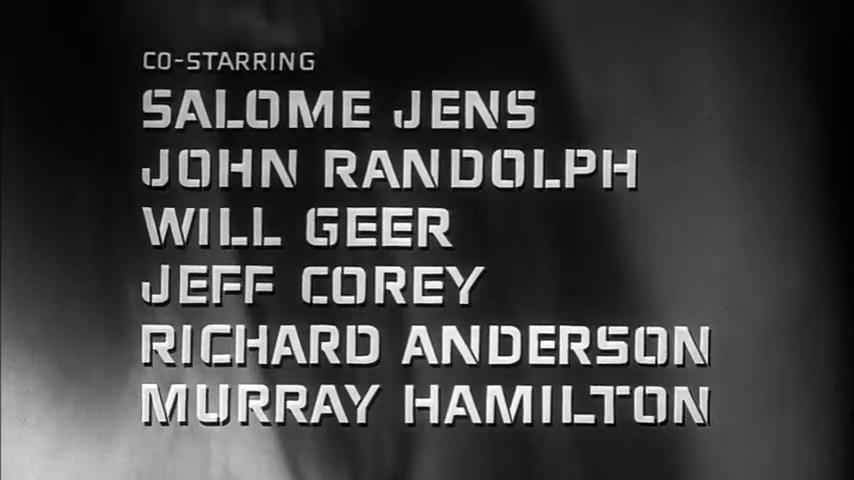 CO-STARRING
SALOME JENS
JOHN RANDOLPH
WILL GEER
JEFF COREY
RICHARD ANDERSON
MURRAY HAMILTON